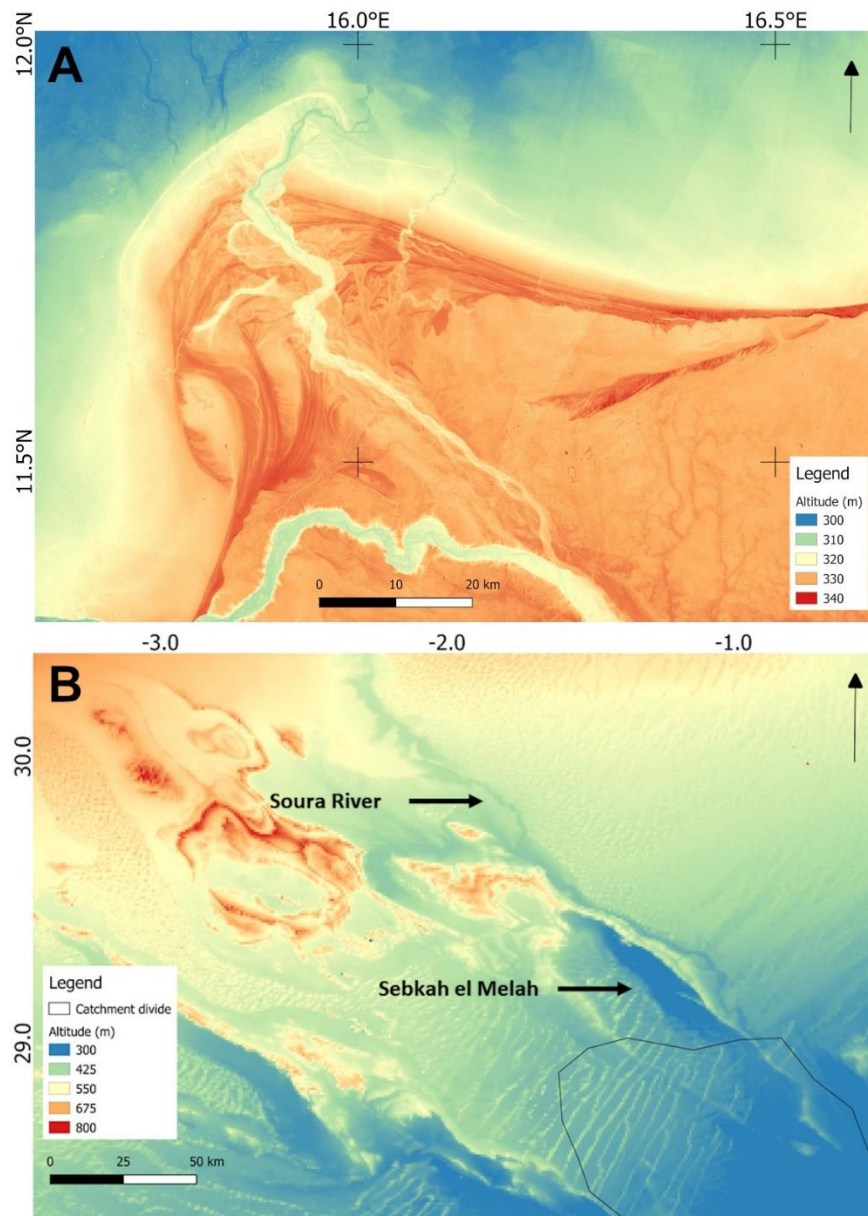 16.0°E
16.5°E
12.0°N
A
11.5°N
Legend
Altitude (m)
300
310
320
330
340
0
10
20 km
-3.0
-2.0
-1.0
B
30.0
Soura River
Sebkah el Melah
29.0
Legend
Catchment divide
Altitude (m)
300
425
550
675
800
0
25
50 km